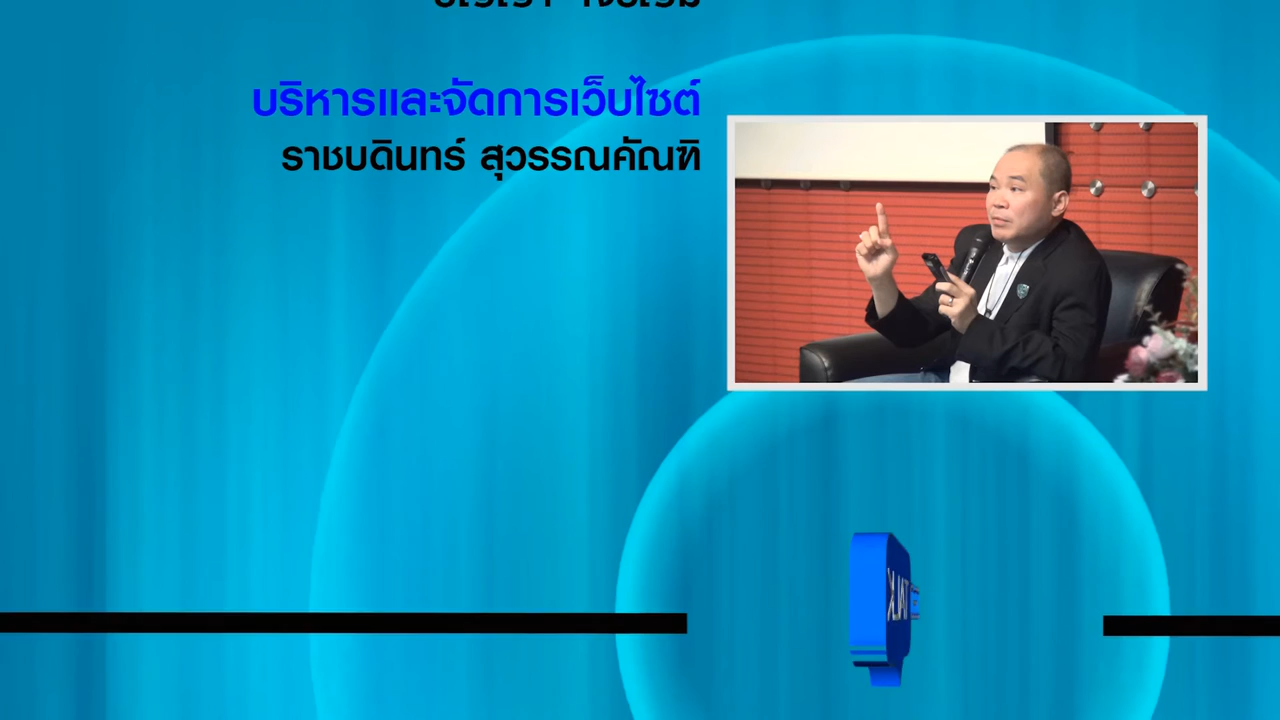 บริหารและจัดการเว็บไซต์
ราชบดินทร์ สุวรรณคัณฑิ
TALK